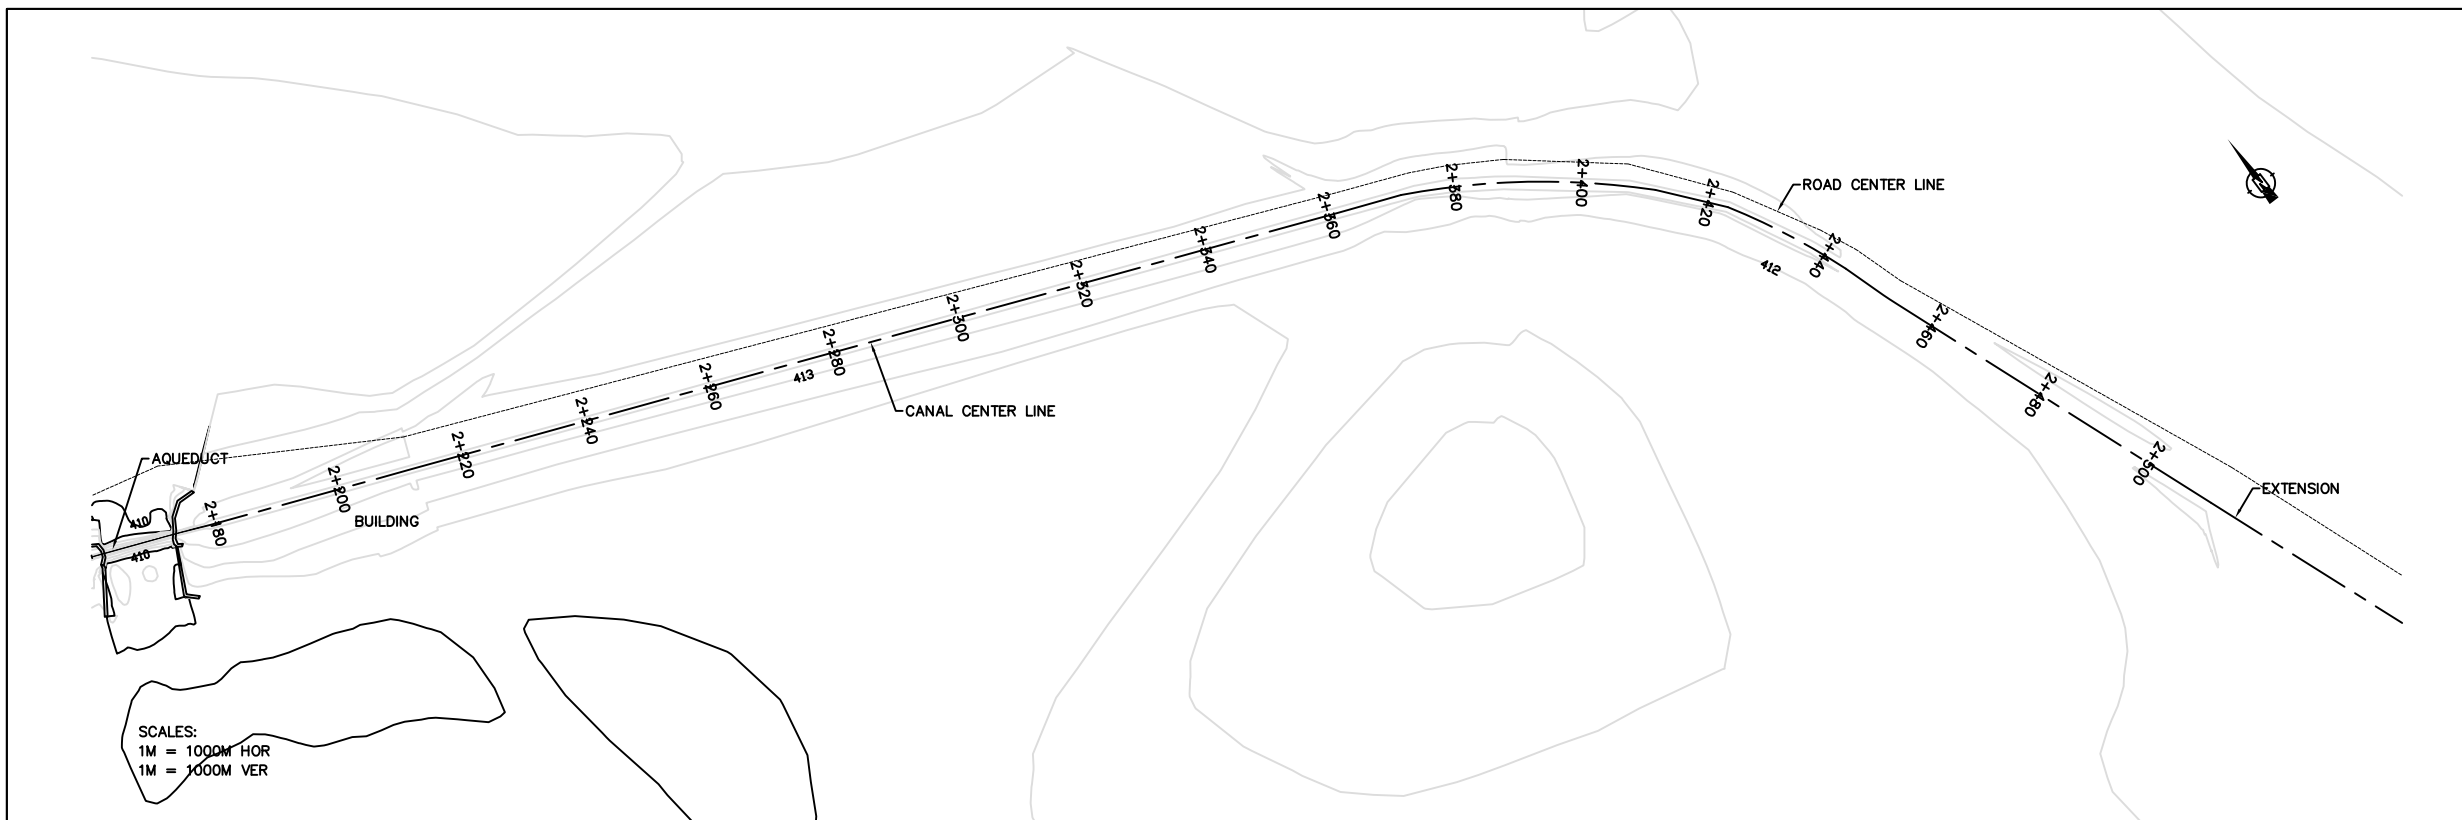 2+400
2+380
2+420
ROAD CENTER LINE
2+360
2+340
2+440
412
2+320
2+300
2+460
2+280
413
2+260
2+480
CANAL CENTER LINE
2+240
2+220
AQUEDUCT
2+500
2+200
EXTENSION
2+180
410
BUILDING
410
SCALES:
1M = 1000M HOR
1M = 1000M VER